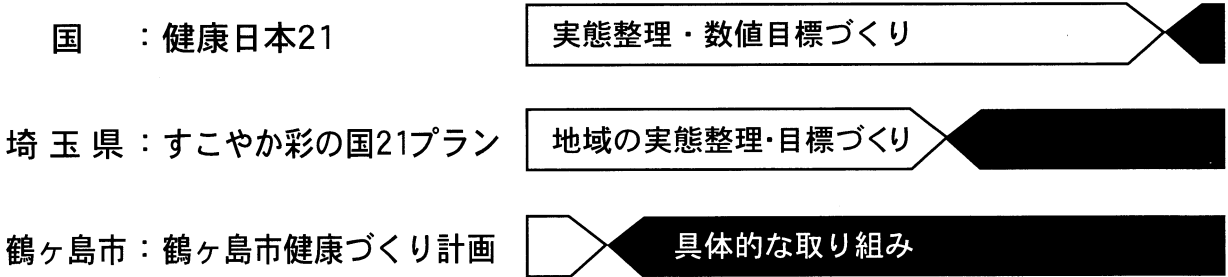 国 ：健康日本21 実態整理・数値目標づくり
埼玉県：すこやか彩の国21プラン 地域の実態整理・目標づくり
鶴ヶ島市：鶴ヶ島市健康づくり計画 具体的な取り組み